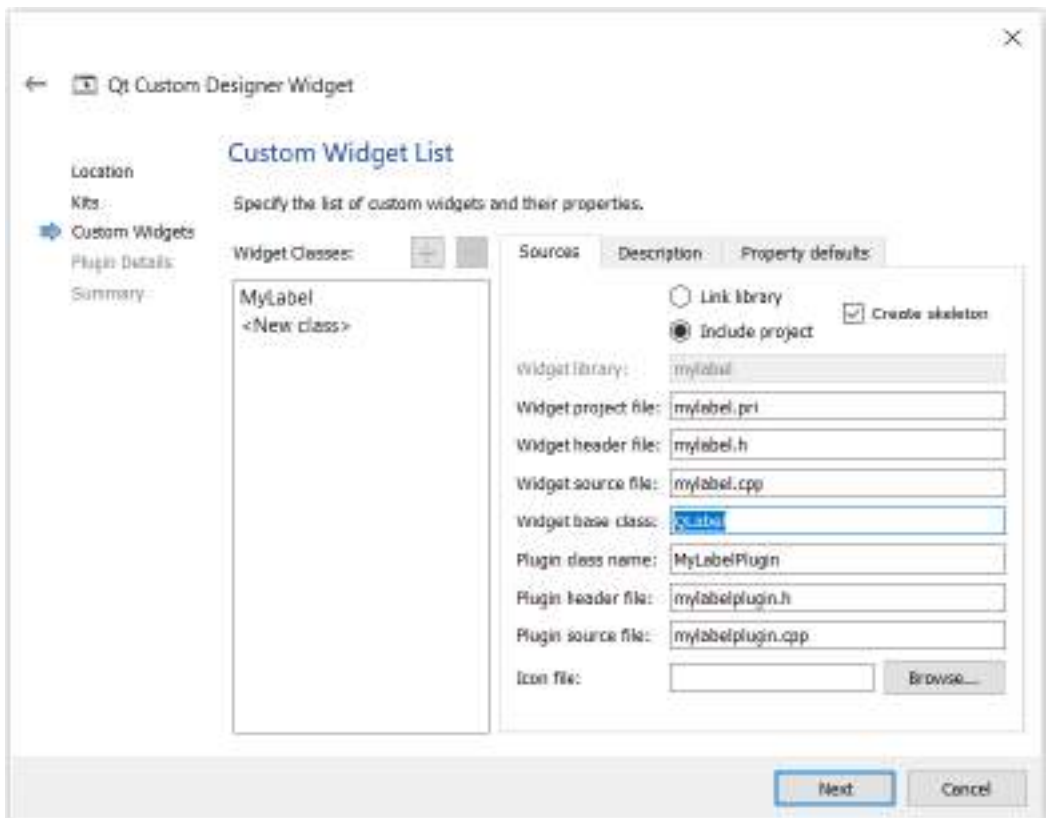 Qt Custom Designer Widget
Location
Kits
Custom Widgets
Plugin Details
Summary
Custom Widget List
Specify the list of custom widgets and their properties.
Widget Classes:
MyLabel
<New class>
Sources Description Property defaults
Link library
Include project
Create skeleton
Widget library: mylabel
Widget project file: mylabel.pri
Widget header file: mylabel.h
Widget source file: mylabel.cpp
Widget base class: QLabel
Plugin class name: MyLabelPlugin
Plugin header file: mylabelplugin.h
Plugin source file: mylabelplugin.cpp
Icon file: Browse...
Next Cancel